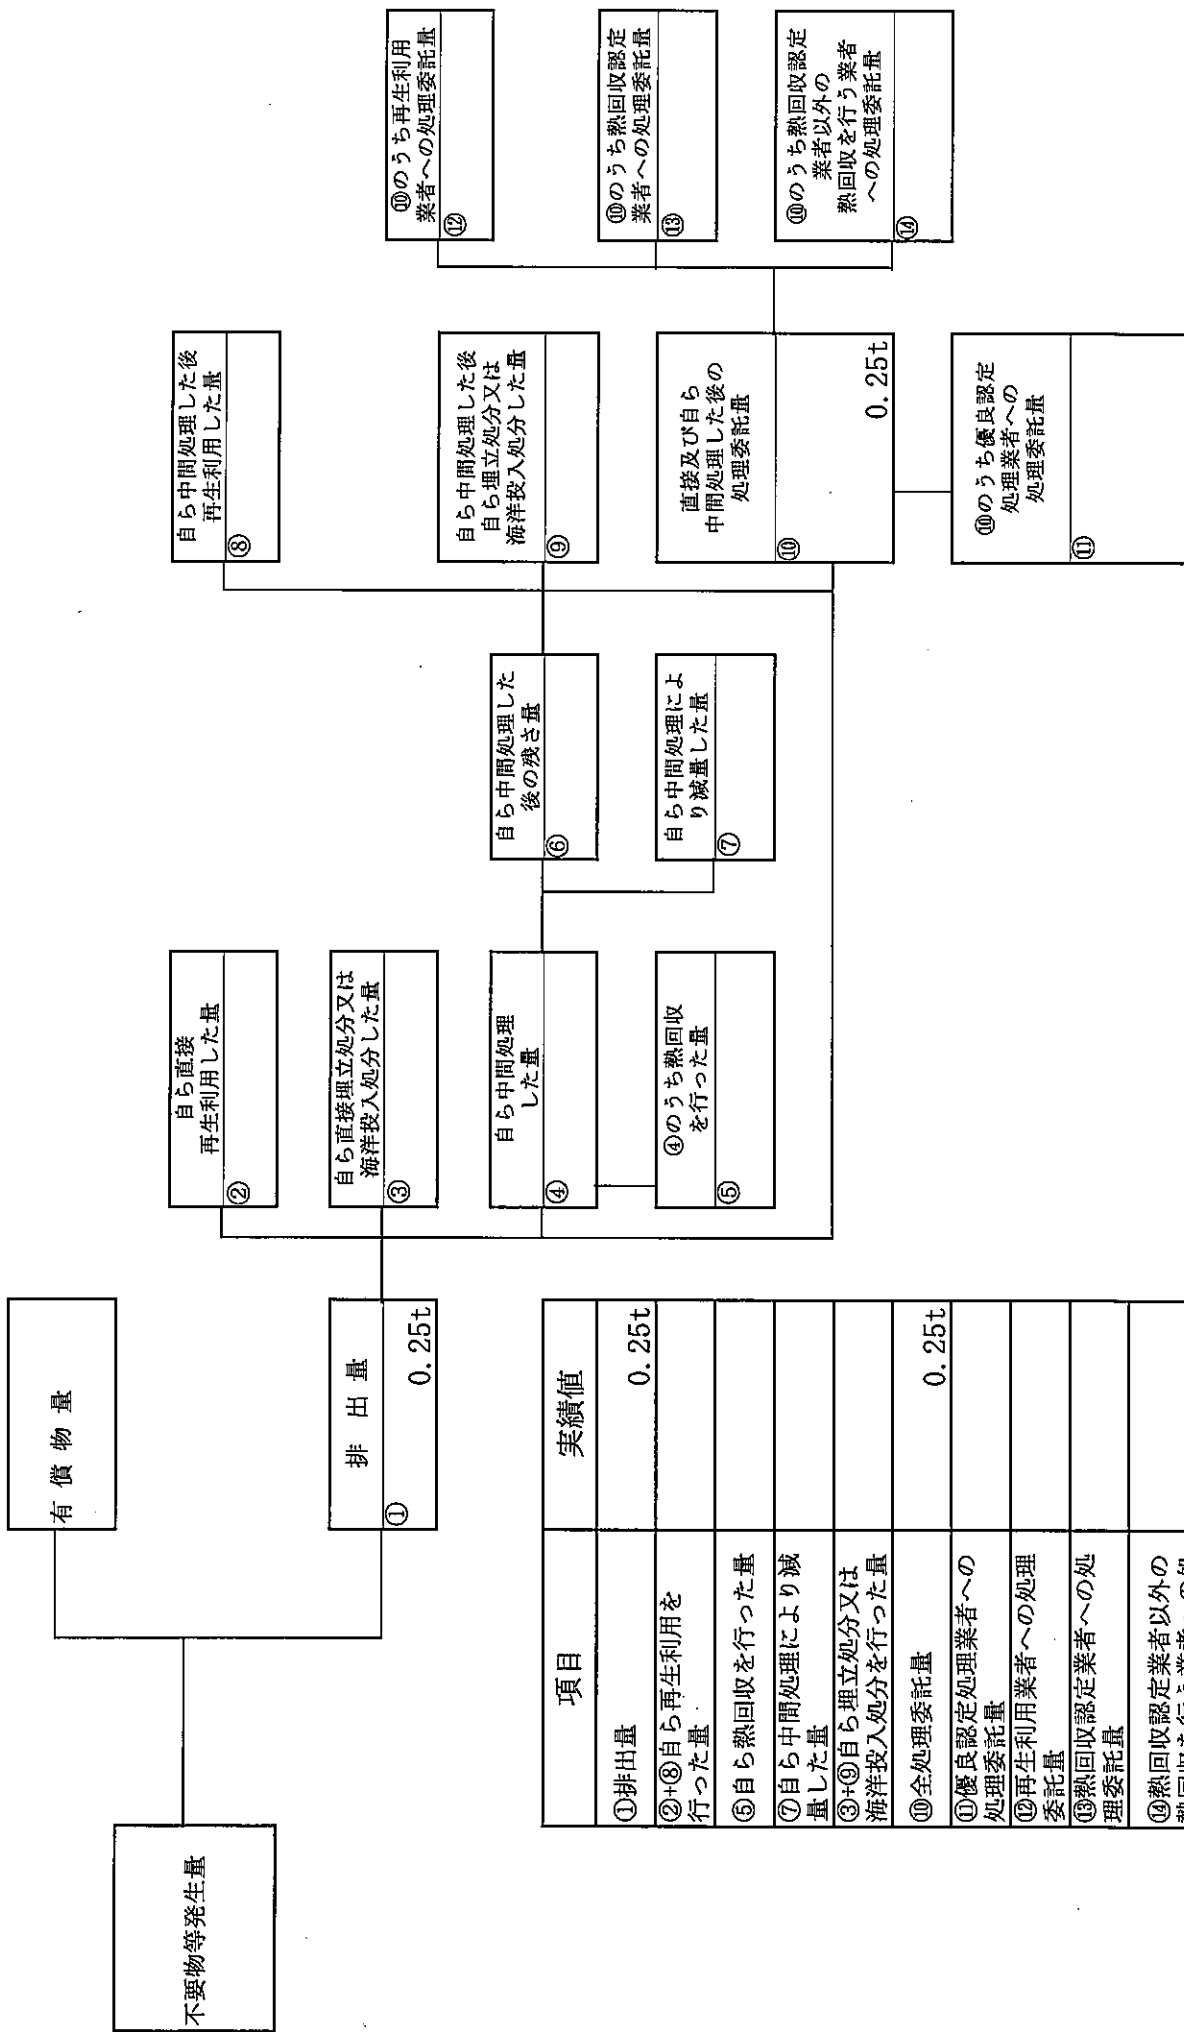 不要物等発生量
有償物量
排出量
①
0.25t
自ら直接
再生利用した量
②
自ら直接埋立処分又は
海洋投入処分した量
③
自ら中間処理
した量
④
④のうち熱回収
を行った量
⑤
自ら中間処理した
後の残さ量
⑥
自ら中間処理によ
り減量した量
⑦
自ら中間処理した後
再生利用した量
⑧
自ら中間処理した後
自ら埋立処分又は
海洋投入処分した量
⑨
直接及び自ら
中間処理した後の
処理委託量
⑩
0.25t
⑩のうち優良認定
処理業者への
処理委託量
⑪
⑩のうち再生利用
業者への処理委託量
⑫
⑩のうち熱回収認定
業者への処理委託量
⑬
⑩のうち熱回収認定
業者以外の
熱回収を行う業者
への処理委託量
⑭
項目
実績値
①排出量
0.25t
②+⑧自ら再生利用を
行った量
⑤自ら熱回収を行った量
⑦自ら中間処理により減
量した量
③+⑨自ら埋立処分又は
海洋投入処分を行った量
⑩全処理委託量
0.25t
⑪優良認定処理業者への
処理委託量
⑫再生利用業者への処理
委託量
⑬熱回収認定業者への処
理委託量
⑭熱回収認定業者以外の